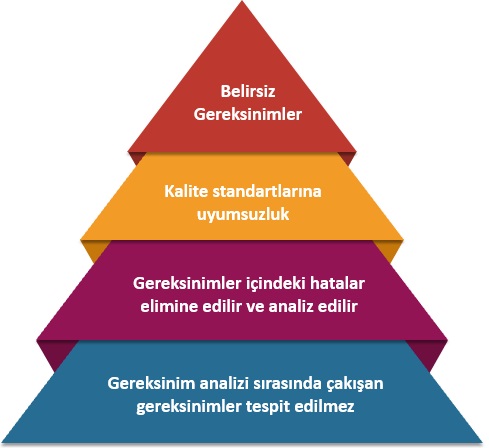 Belirsiz
Gereksinimler
Kalite standartlarına
uyumsuzluk
Gereksinimler içindeki hatalar
elimine edilir ve analiz edilir
Gereksinim analizi sırasında çakışan
gereksinimler tespit edilmez